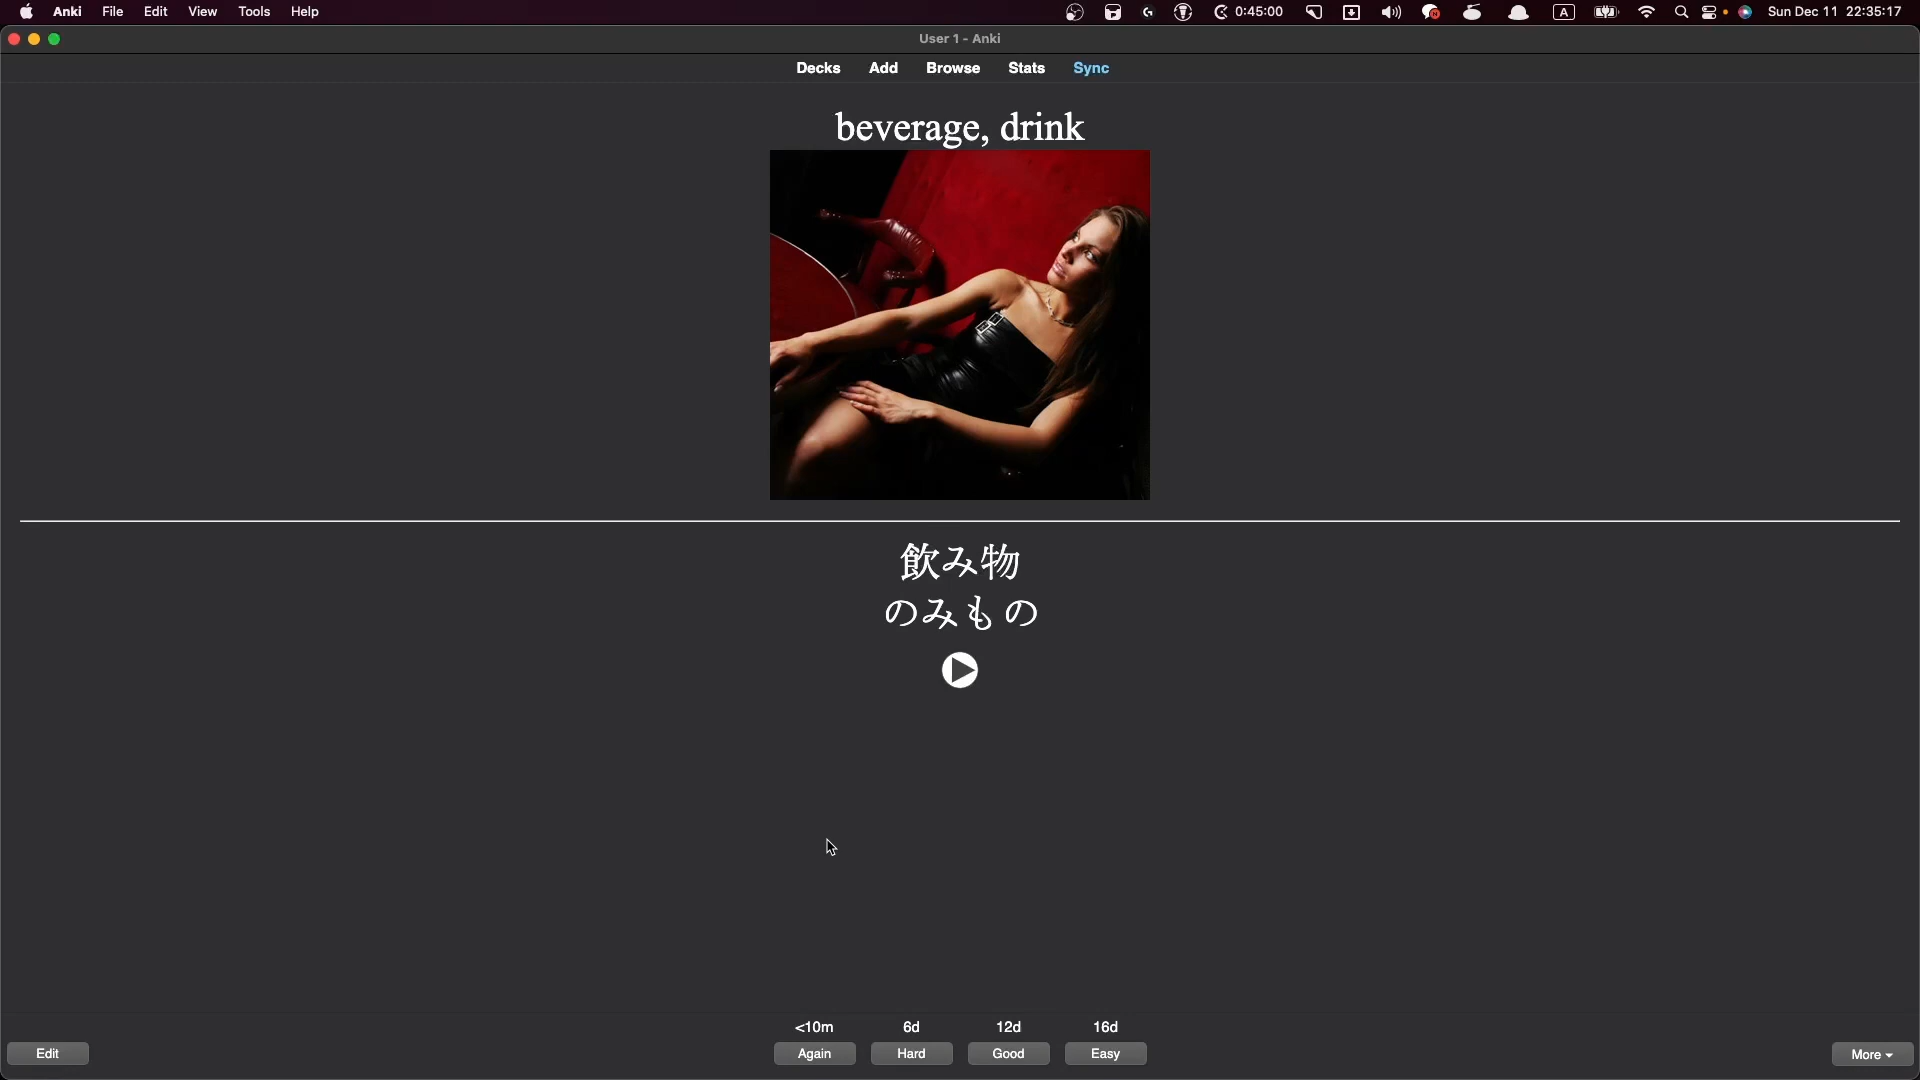 Anki File Edit View Tools Help 0:45:00 A Sun Dec 11 22:35:17
User 1 - Anki
Decks Add Browse Stats Sync
beverage, drink
飲み物
のみもの
<10m 6d 12d 16d
Edit Again Hard Good Easy More